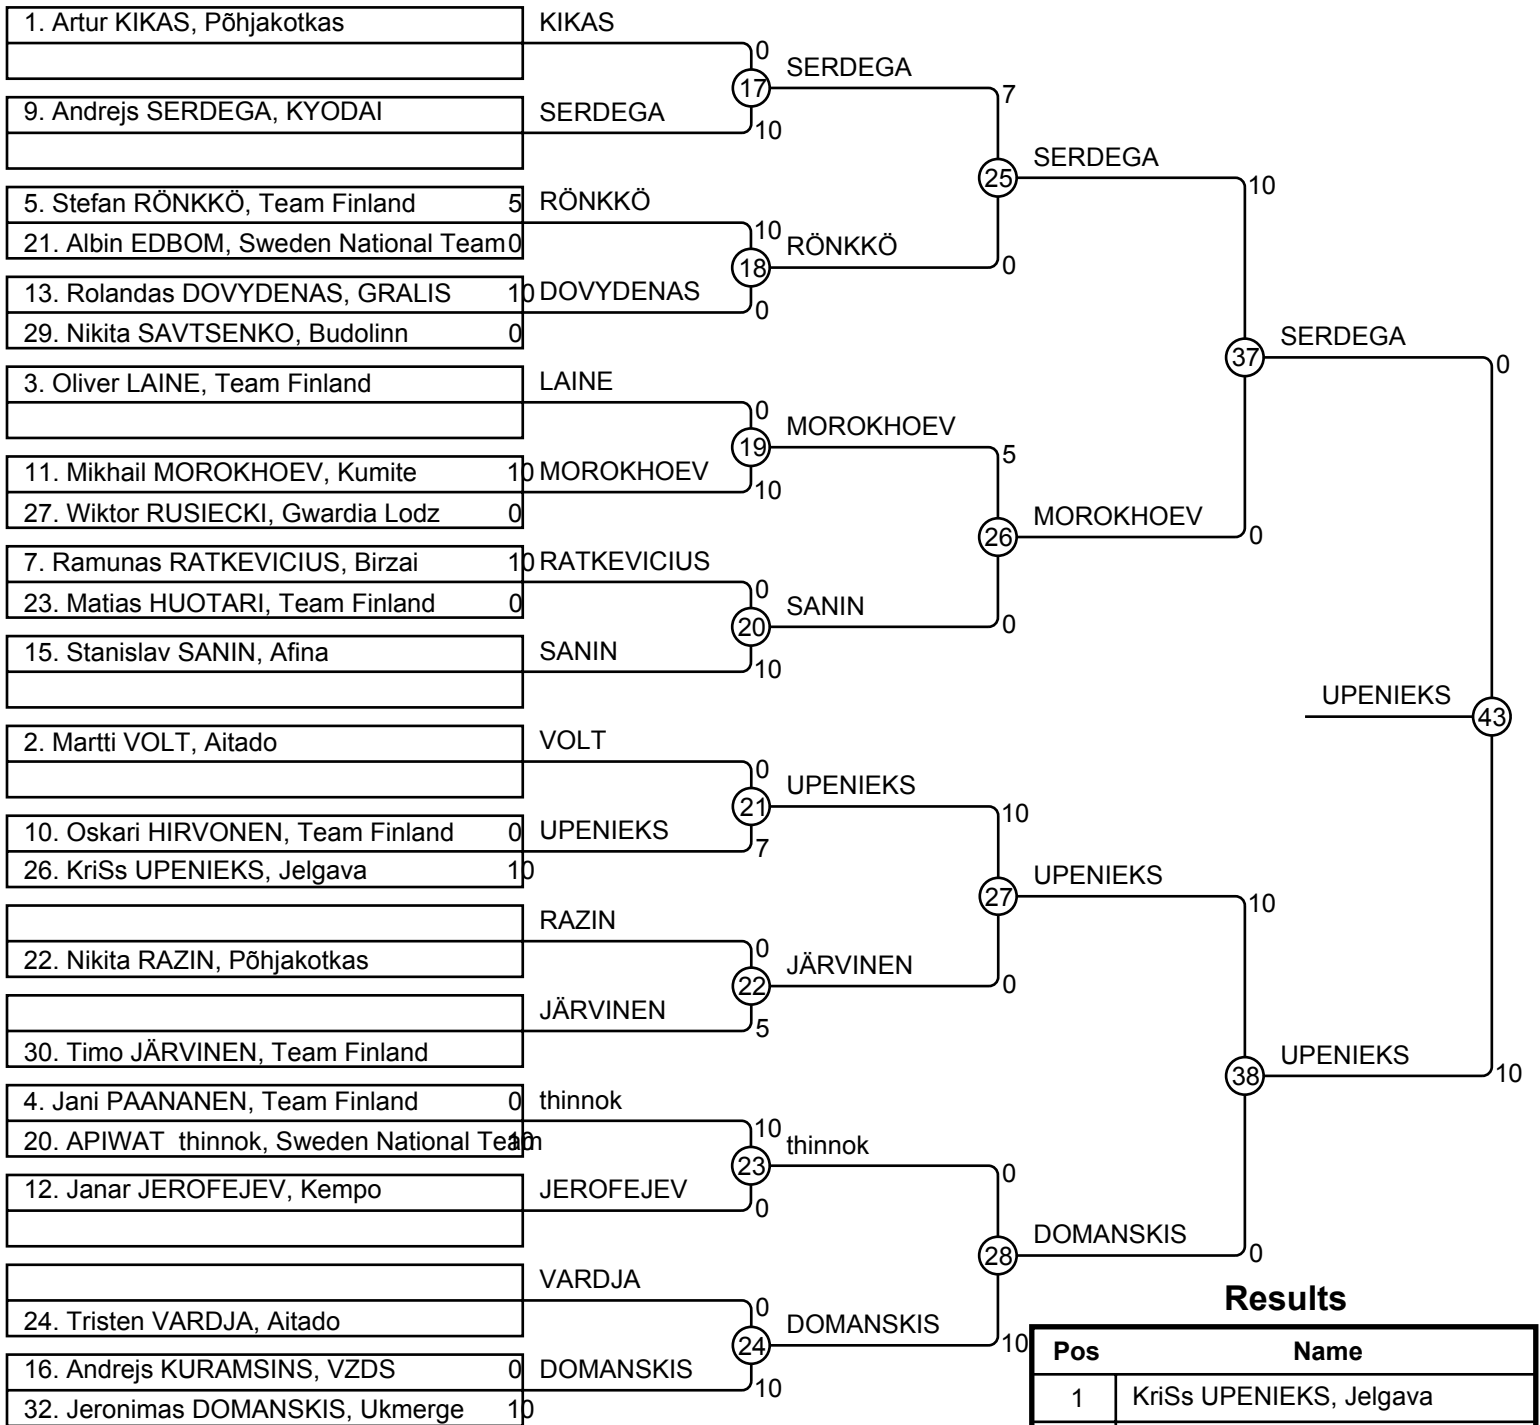 1. Artur KIKAS, Põhjakotkas
KIKAS
0
17
SERDEGA
9. Andrejs SERDEGA, KYODAI
SERDEGA
10
7
25
SERDEGA
10
5. Stefan RÖNKKÖ, Team Finland 5
RÖNKKÖ
21. Albin EDBOM, Sweden National Team 0
10
18
RÖNKKÖ
0
13. Rolandas DOVYDENAS, GRALIS 10
DOVYDENAS
29. Nikita SAVTSENKO, Budolinn 0
0
37
SERDEGA
0
3. Oliver LAINE, Team Finland
LAINE
0
19
MOROKHOEV
5
11. Mikhail MOROKHOEV, Kumite 10
MOROKHOEV
27. Wiktor RUSIECKI, Gwardia Lodz 0
10
26
MOROKHOEV
0
7. Ramunas RATKEVICIUS, Birzai 10
RATKEVICIUS
23. Matias HUOTARI, Team Finland 0
0
20
SANIN
0
15. Stanislav SANIN, Afina
SANIN
10
UPENIEKS
43
2. Martti VOLT, Aitado
VOLT
0
21
UPENIEKS
10
10. Oskari HIRVONEN, Team Finland 0
UPENIEKS
26. KriSs UPENIEKS, Jelgava 10
7
27
UPENIEKS
10
RAZIN
22. Nikita RAZIN, Põhjakotkas
0
22
JÄRVINEN
0
JÄRVINEN
30. Timo JÄRVINEN, Team Finland
5
38
UPENIEKS
10
4. Jani PAANANEN, Team Finland 0
thinnok
20. APIWAT thinnok, Sweden National Team 10
10
23
thinnok
0
12. Janar JEROFEJEV, Kempo
JEROFEJEV
0
28
DOMANSKIS
0
VARDJA
24. Tristen VARDJA, Aitado
0
24
DOMANSKIS
10
16. Andrejs KURAMSINS, VZDS 0
DOMANSKIS
32. Jeronimas DOMANSKIS, Ukmerge 10
10
Results
Pos Name
1 KriSs UPENIEKS, Jelgava